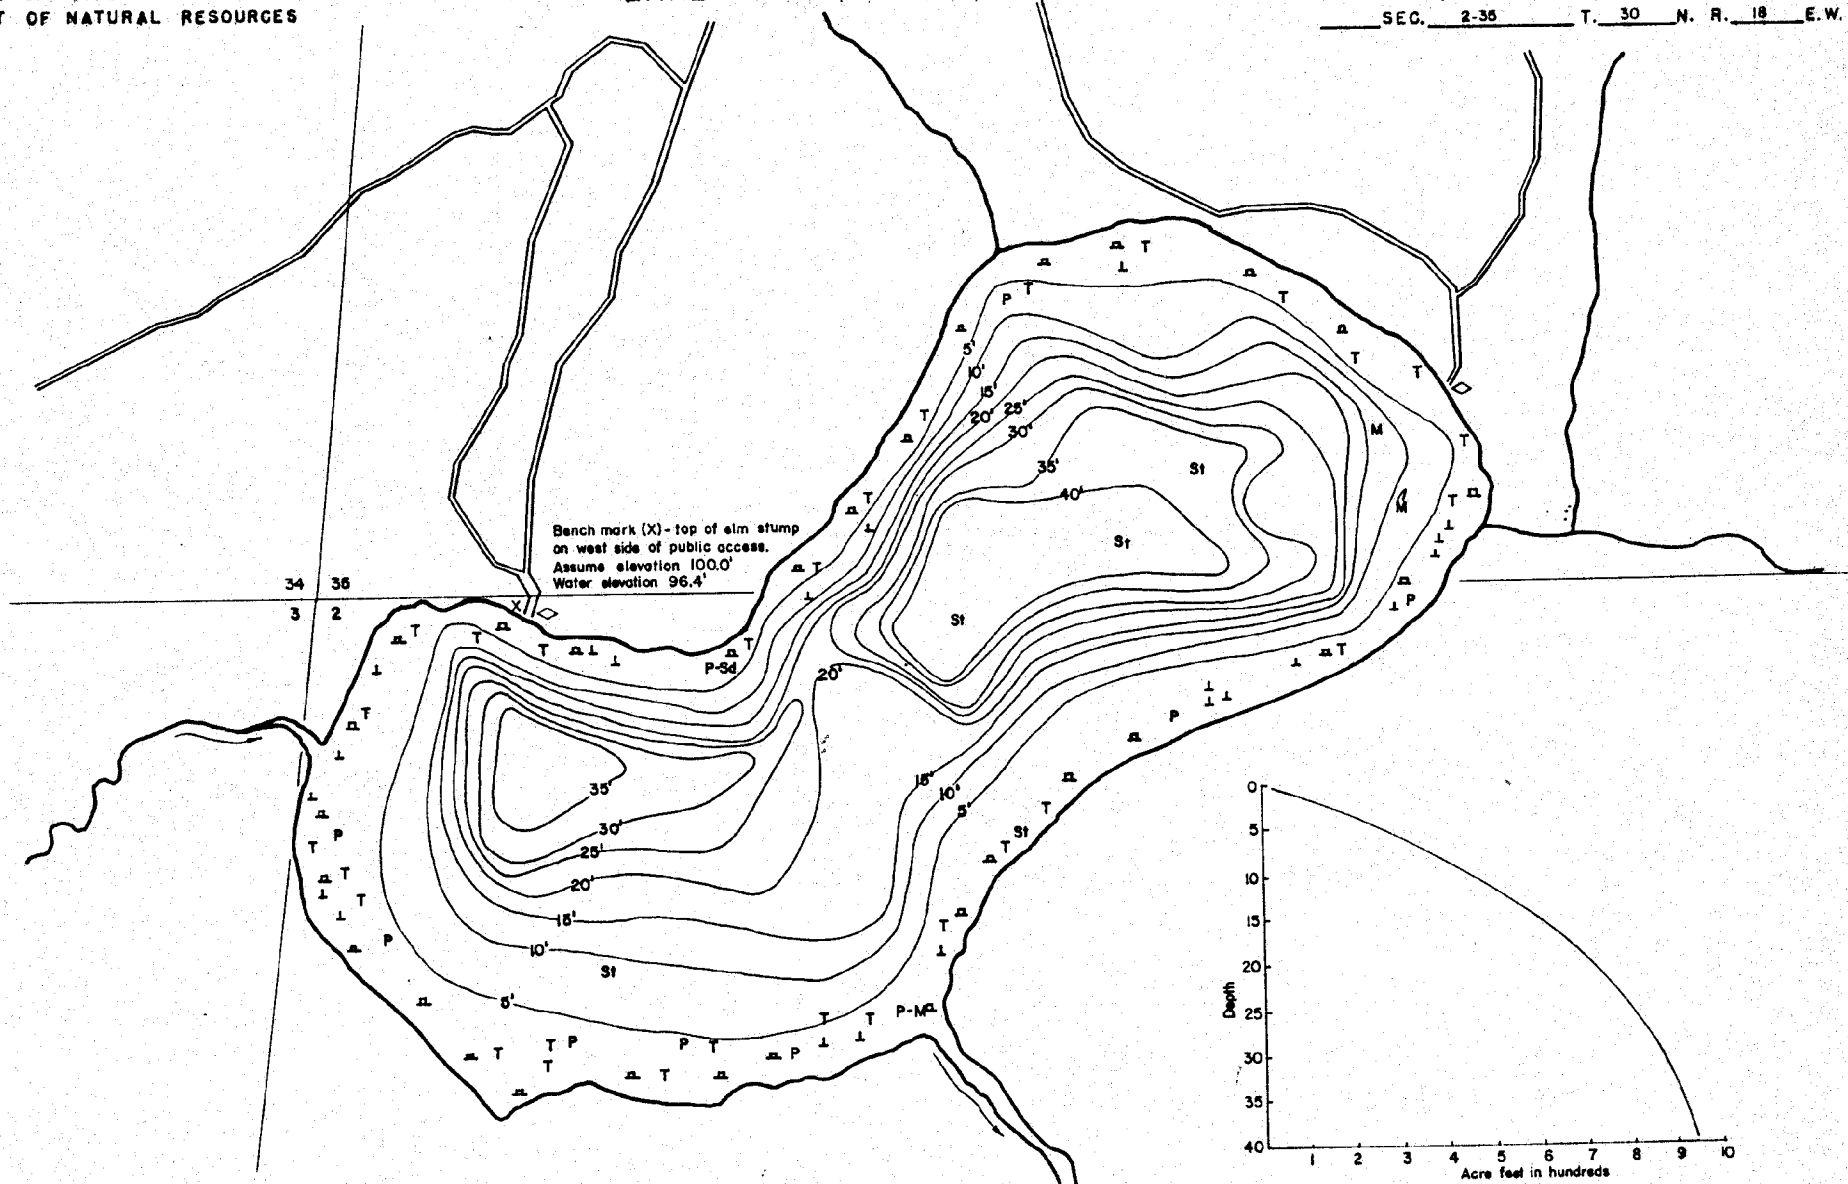 OF NATURAL RESOURCES
SEC. 2-35 T. 30 N. R. 18 E.W.
T
T
P T
T
5'
10'
15'
20' 25'
30'
T
T
T
M
T
35'
St
40'
T
T
M
Bench mark (X) - top of elm stump
on west side of public access.
Assume elevation 100.0'
Water elevation 96.4'
St
T
34 35
3 2
X
P
St
T
T
T
T
P-Sd
T
20'
T
P
35'
15'
10'
5'
30'
25'
20'
15'
10'
St
5'
P
T
T
T
P
T
St
T
T
P-M
T
T
T
T
P
P
T
P
T
T
0
5
10
15
20
25
30
35
40
Depth
1 2 3 4 5 6 7 8 9 10
Acre feet in hundreds